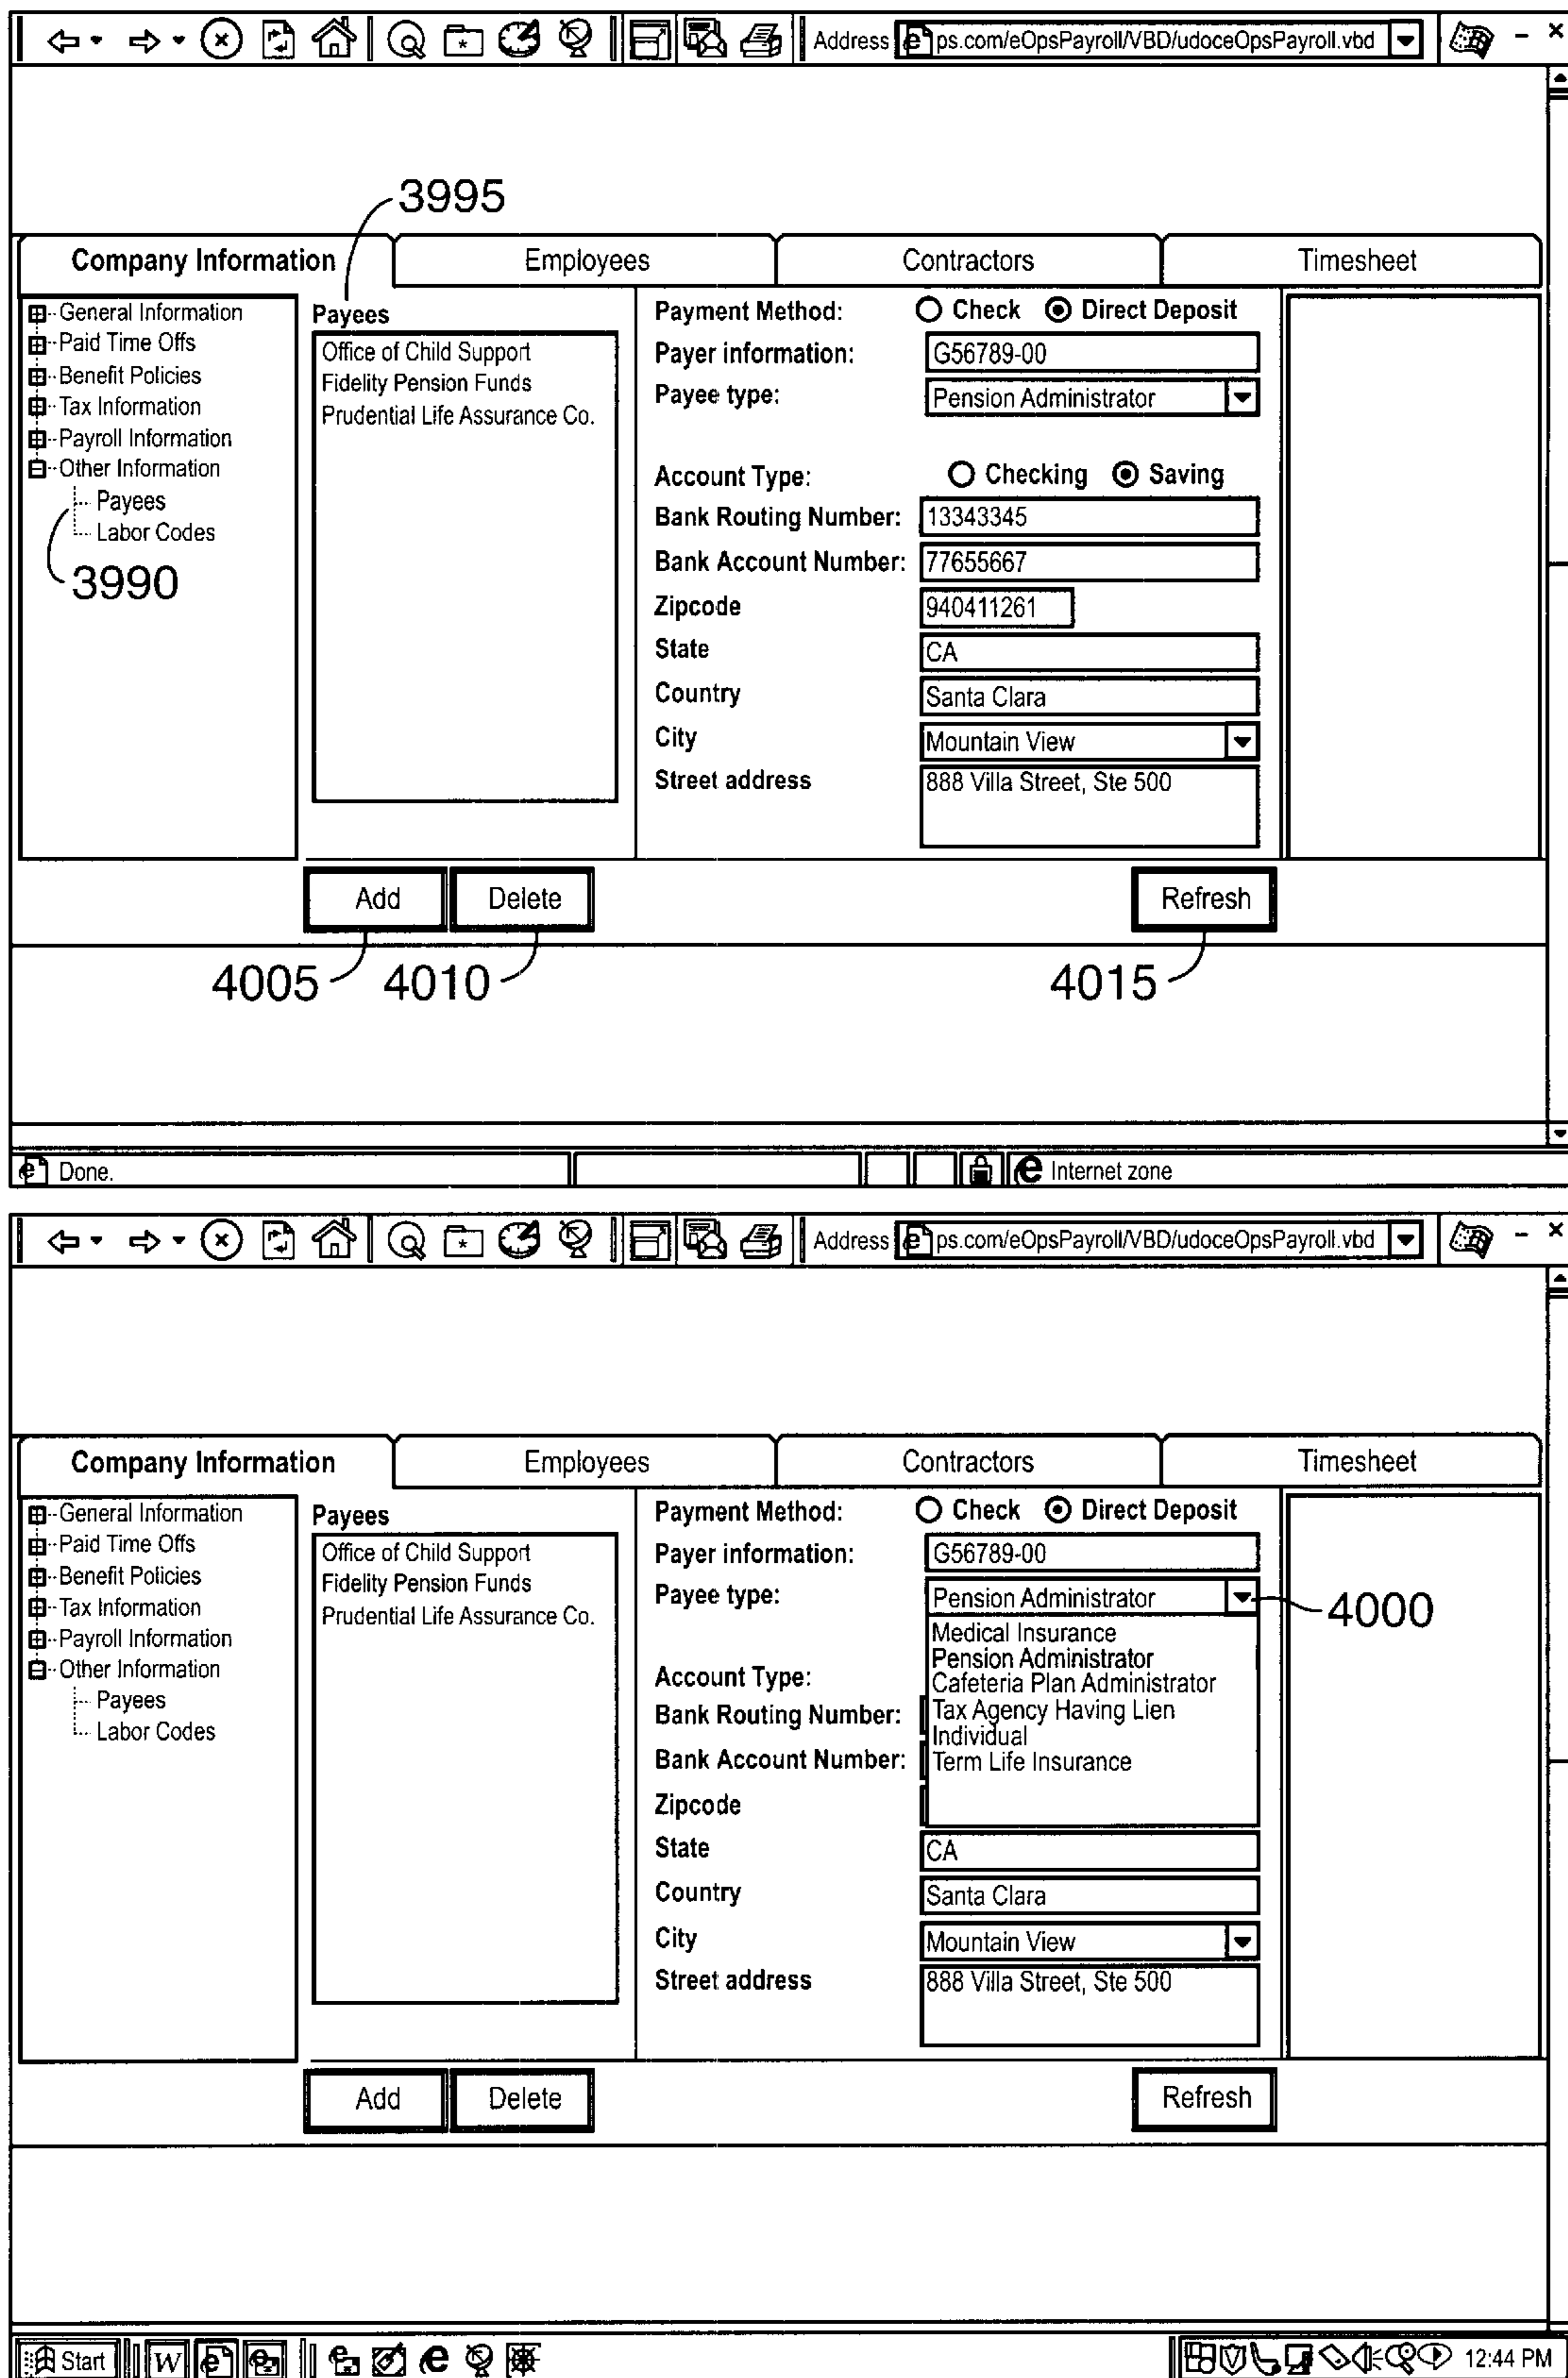 Address ps.com/eOpsPayroll/VBD/udoceOpsPayroll.vbd
3995
Company Information Employees Contractors Timesheet
General Information
Paid Time Offs
Benefit Policies
Tax Information
Payroll Information
Other Information
Payees
Labor Codes
3990
Payees
Office of Child Support
Fidelity Pension Funds
Prudential Life Assurance Co.
Payment Method: Check Direct Deposit
Payer information: G56789-00
Payee type: Pension Administrator
Account Type: Checking Saving
Bank Routing Number: 13343345
Bank Account Number: 77655667
Zipcode 940411261
State CA
Country Santa Clara
City Mountain View
Street address 888 Villa Street, Ste 500
Add Delete Refresh
4005 4010 4015
Done. Internet zone
Address ps.com/eOpsPayroll/VBD/udoceOpsPayroll.vbd
Company Information Employees Contractors Timesheet
General Information
Paid Time Offs
Benefit Policies
Tax Information
Payroll Information
Other Information
Payees
Labor Codes
Payees
Office of Child Support
Fidelity Pension Funds
Prudential Life Assurance Co.
Payment Method: Check Direct Deposit
Payer information: G56789-00
Payee type: Pension Administrator
4000
Medical Insurance
Pension Administrator
Cafeteria Plan Administrator
Tax Agency Having Lien
Individual
Term Life Insurance
Account Type:
Bank Routing Number:
Bank Account Number:
Zipcode
State CA
Country Santa Clara
City Mountain View
Street address 888 Villa Street, Ste 500
Add Delete Refresh
Start W 12:44 PM